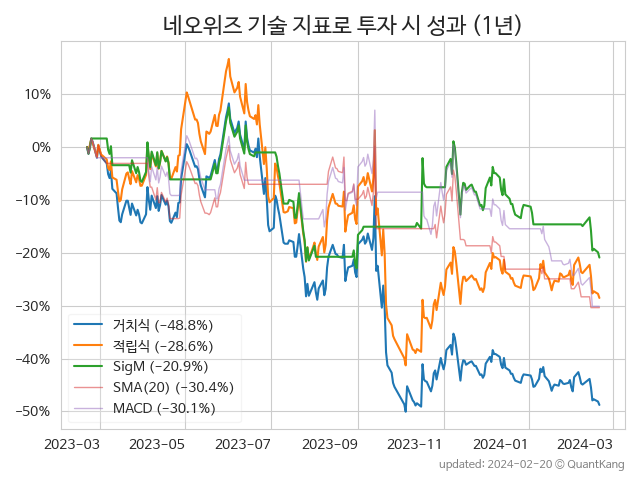 네오위즈 기술 지표로 투자 시 성과 (1년)
10%
0%
−10%
−20%
−30%
−40%
−50%
거치식 (−48.8%)
적립식 (−28.6%)
SigM (−20.9%)
SMA(20) (−30.4%)
MACD (−30.1%)
2023−03 2023−05 2023−07 2023−09 2023−11 2024−01 2024−03
updated: 2024−02−20 © QuantKang